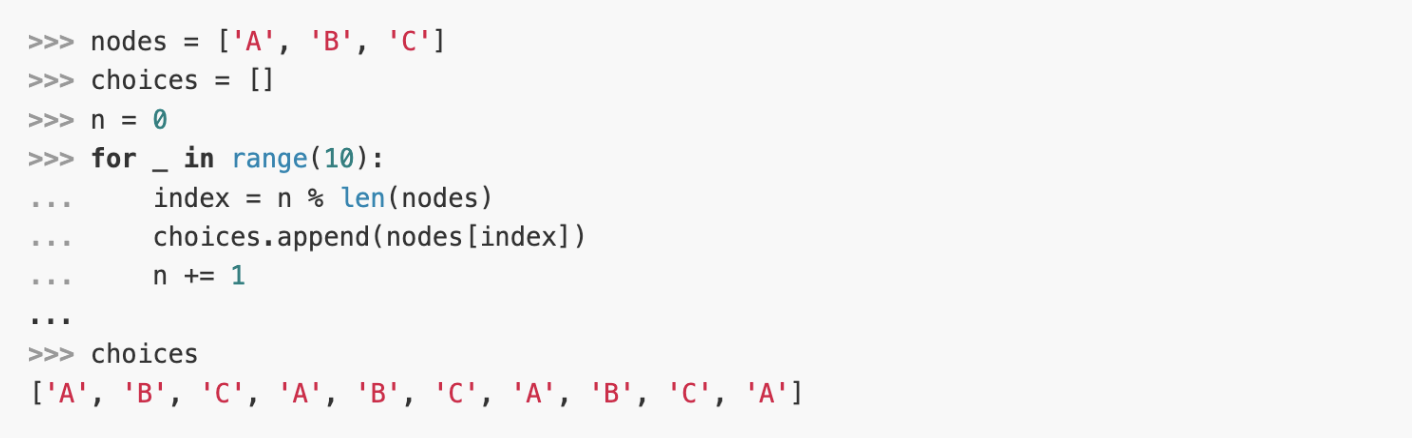 >>> nodes = ['A', 'B', 'C']
>>> choices = []
>>> n = 0
>>> for _ in range(10):
...     index = n % len(nodes)
...     choices.append(nodes[index])
...     n += 1
...
>>> choices
['A', 'B', 'C', 'A', 'B', 'C', 'A', 'B', 'C', 'A']